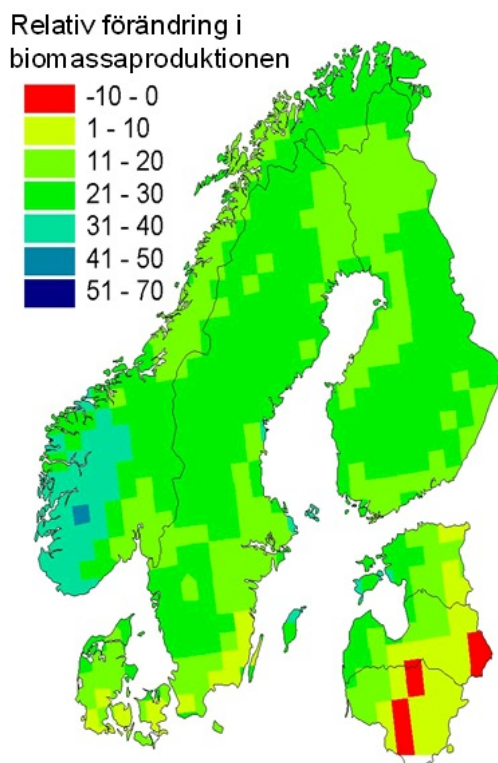 Relativ förändring i
biomassaproduktionen
-10 - 0
1 - 10
11 - 20
21 - 30
31 - 40
41 - 50
51 - 70